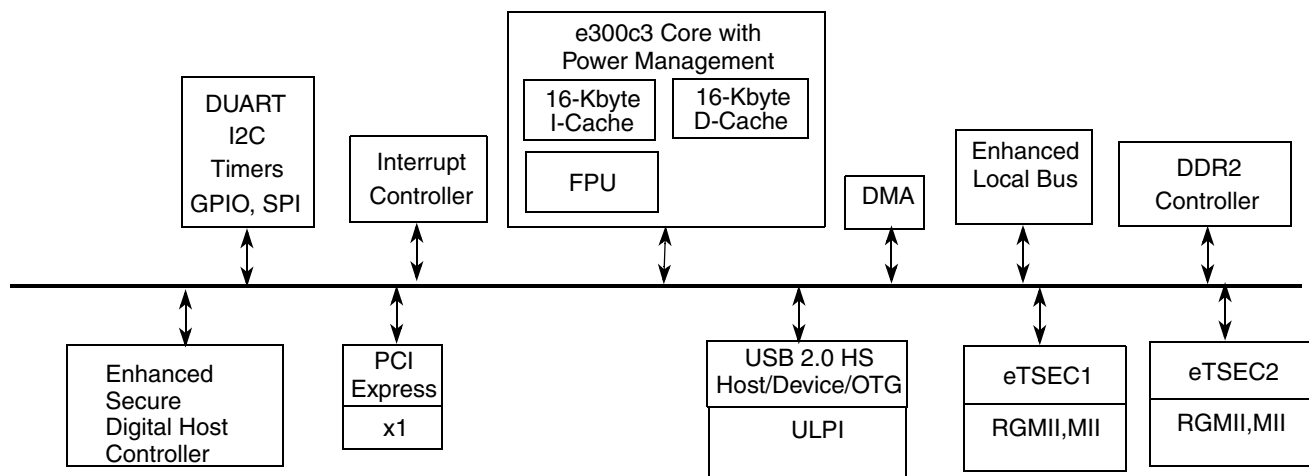 e300c3 Core with
Power Management
16-Kbyte
I-Cache
16-Kbyte
D-Cache
FPU
DUART
I2C
Timers
GPIO, SPI
Interrupt
Controller
DMA
Enhanced
Local Bus
DDR2
Controller
Enhanced
Secure
Digital Host
Controller
PCI
Express
x1
USB 2.0 HS
Host/Device/OTG
ULPI
eTSEC1
RGMII,MII
eTSEC2
RGMII,MII